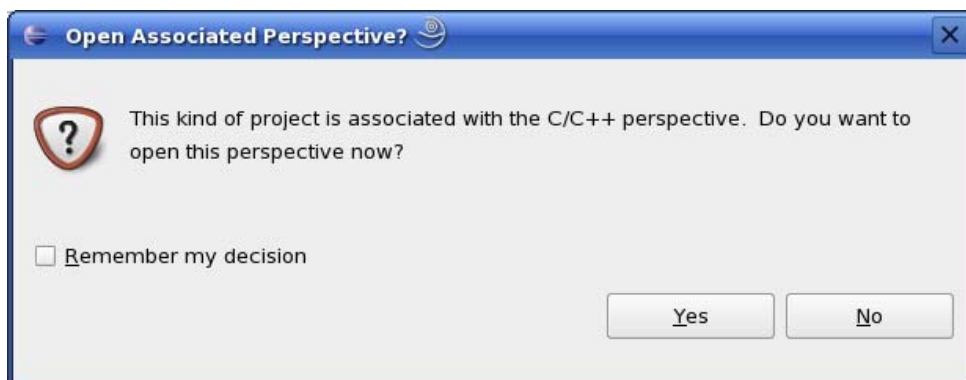 Open Associated Perspective?
This kind of project is associated with the C/C++ perspective. Do you want to
open this perspective now?
Remember my decision
Yes
No